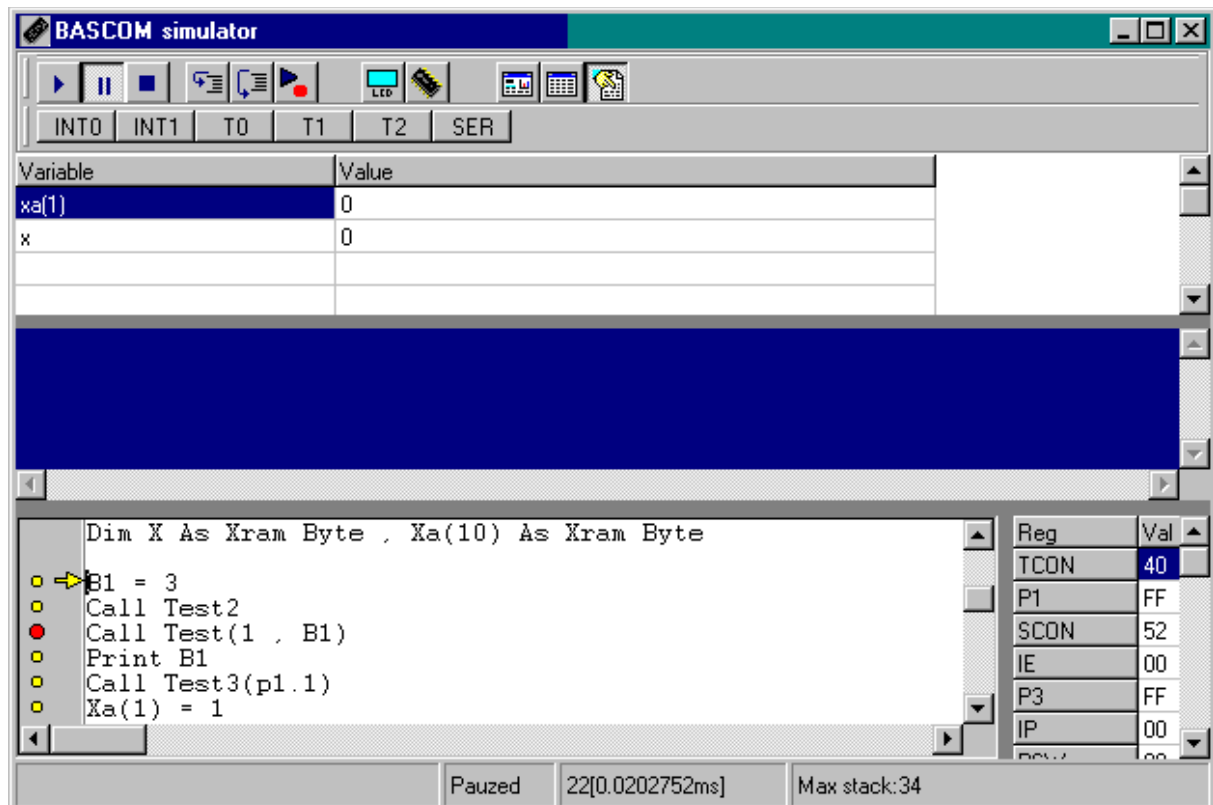 BASCOM simulator
LCD
INT0 INT1 T0 T1 T2 SER
Variable Value
xa(1) 0
x 0
Dim X As Xram Byte , Xa(10) As Xram Byte
B1 = 3
Call Test2
Call Test(1 , B1)
Print B1
Call Test3(p1.1)
Xa(1) = 1
Reg Val
TCON 40
P1 FF
SCON 52
IE 00
P3 FF
IP 00
Pauzed 22[0.0202752ms] Max stack:34